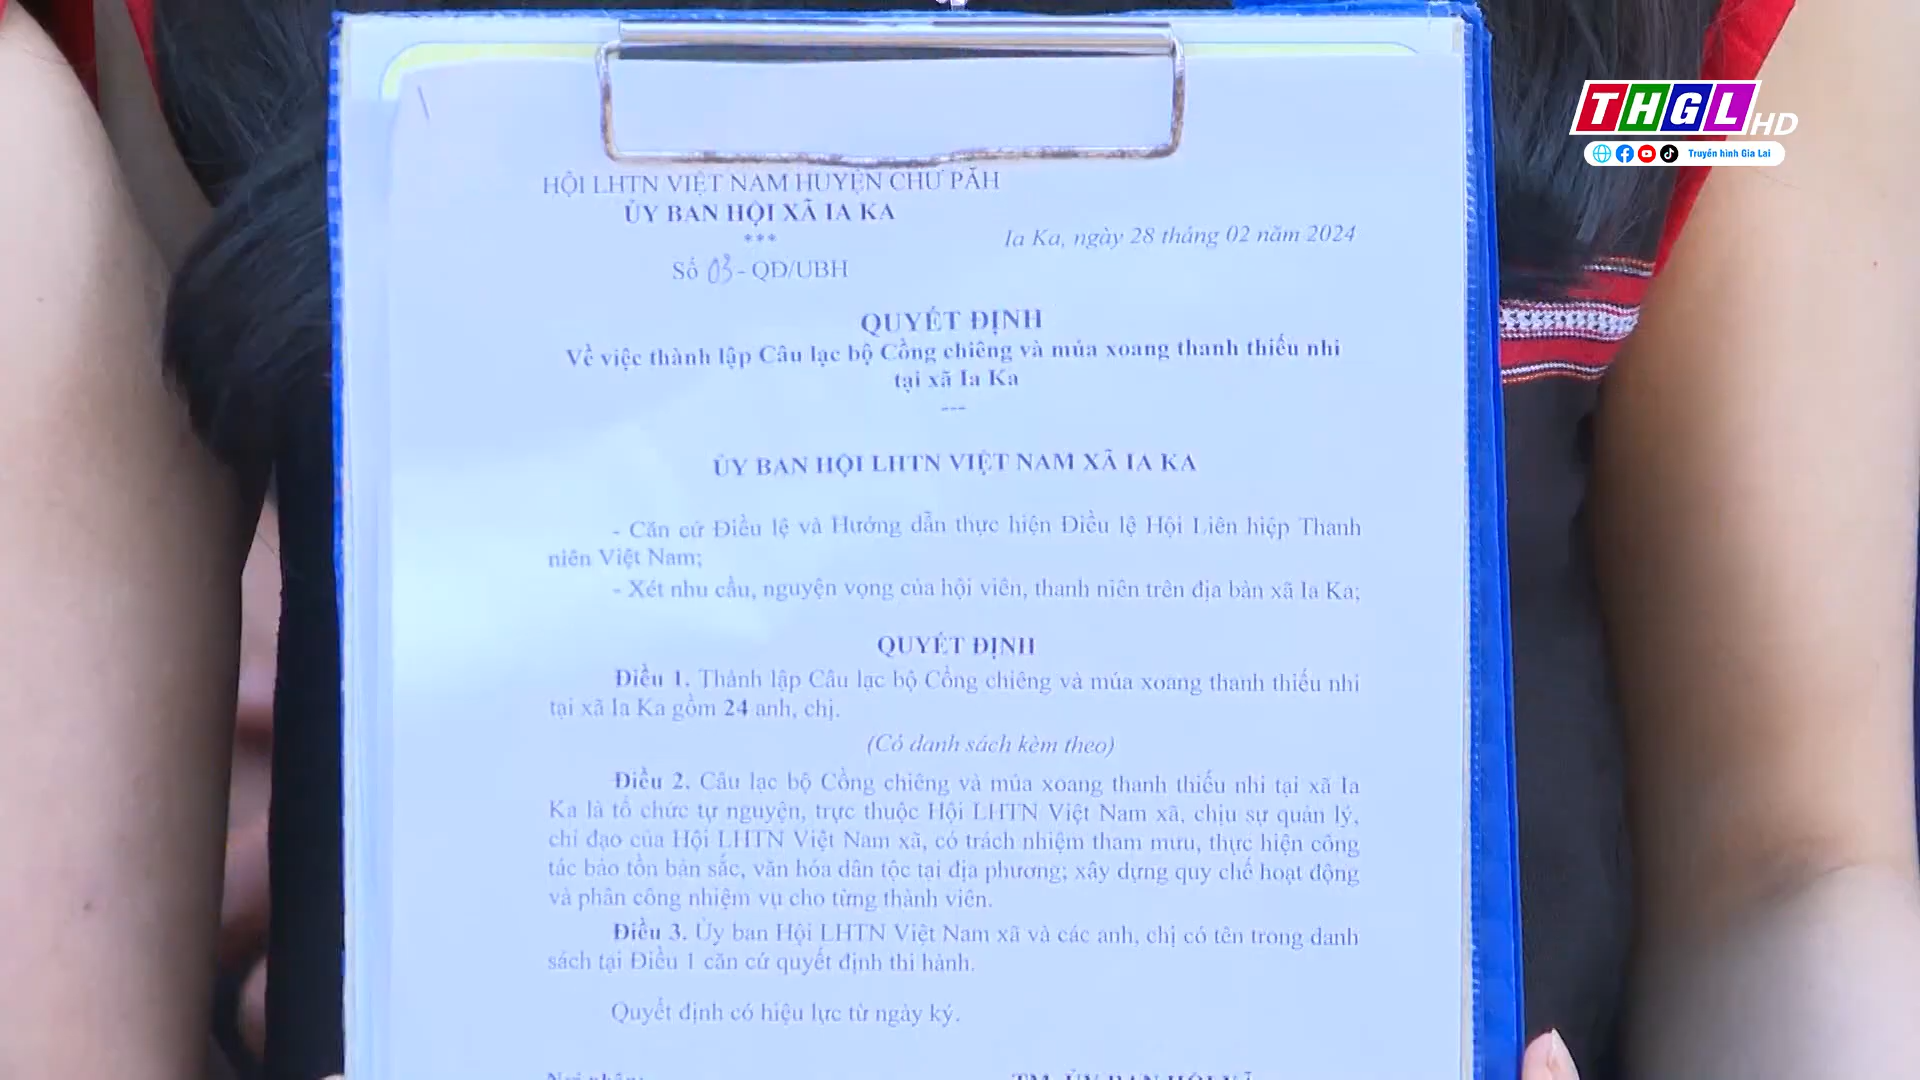 THGL HD
Truyền hình Gia Lai
HỘI LHTN VIỆT NAM HUYỆN CHƯ PĂH
ỦY BAN HỘI XÃ IA KA
***
Ia Ka, ngày 28 tháng 02 năm 2024
Số 03 - QĐ/UBH
QUYẾT ĐỊNH
Về việc thành lập Câu lạc bộ Cồng chiêng và múa xoang thanh thiếu nhi
tại xã Ia Ka
---
ỦY BAN HỘI LHTN VIỆT NAM XÃ IA KA
- Căn cứ Điều lệ và Hướng dẫn thực hiện Điều lệ Hội Liên hiệp Thanh
niên Việt Nam;
- Xét nhu cầu, nguyện vọng của hội viên, thanh niên trên địa bàn xã Ia Ka;
QUYẾT ĐỊNH
Điều 1. Thành lập Câu lạc bộ Cồng chiêng và múa xoang thanh thiếu nhi
tại xã Ia Ka gồm 24 anh, chị.
(Có danh sách kèm theo)
Điều 2. Câu lạc bộ Cồng chiêng và múa xoang thanh thiếu nhi tại xã Ia
Ka là tổ chức tự nguyện, trực thuộc Hội LHTN Việt Nam xã, chịu sự quản lý,
chỉ đạo của Hội LHTN Việt Nam xã, có trách nhiệm tham mưu, thực hiện công
tác bảo tồn bản sắc, văn hóa dân tộc tại địa phương; xây dựng quy chế hoạt động
và phân công nhiệm vụ cho từng thành viên.
Điều 3. Ủy ban Hội LHTN Việt Nam xã và các anh, chị có tên trong danh
sách tại Điều 1 căn cứ quyết định thi hành.
Quyết định có hiệu lực từ ngày ký.